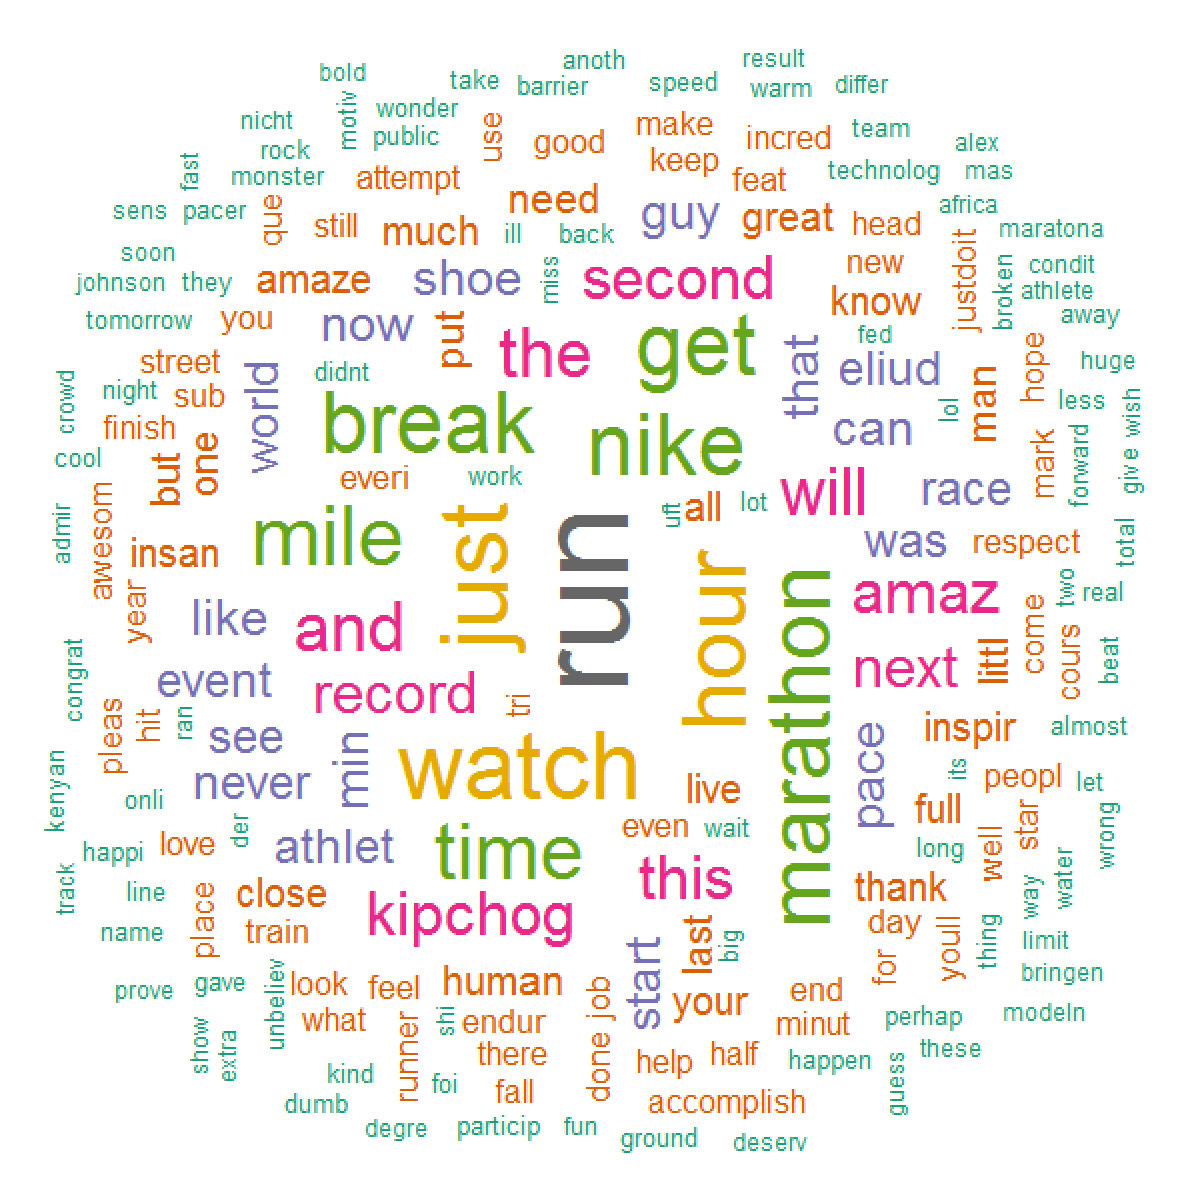 anoth
result
bold
take
barrier
speed
warm
differ
motiv
wonder
public
nicht
rock
monster
fast
use
good
make
keep
incred
team
alex
technolog
mas
attempt
feat
sens
pacer
que
still
much
need
ill
back
guy
great
head
africa
maratona
soon
johnson
they
amaze
shoe
miss
second
new
know
justdoit
broken
condit
athlete
away
tomorrow
you
now
put
the
get
fed
that
eliud
street
night
sub
didnt
world
break
nike
can
lol
man
hope
huge
less
wish
give
crowd
finish
cool
but
one
everi
work
will
race
mark
forward
admir
awesom
insan
mile
just
run
uft
all
lot
hour
was
respect
total
year
like
and
marathon
amaz
come
two
real
congrat
event
record
tri
next
littl
cours
beat
pleas
hit
ran
see
never
min
watch
live
pace
inspir
its
almost
peopl
let
kenyan
onli
der
happi
love
athlet
time
even
wait
full
long
well
star
wrong
track
line
place
close
kipchog
this
thank
way
water
name
train
start
last
big
your
day
for
youll
thing
limit
bringen
prove
gave
unbeliev
look
feel
human
end
minut
perhap
modeln
show
extra
what
runner
shi
endur
there
done job
help
half
happen
guess
these
kind
foi
fall
accomplish
dumb
degre
particip
fun
ground
deserv